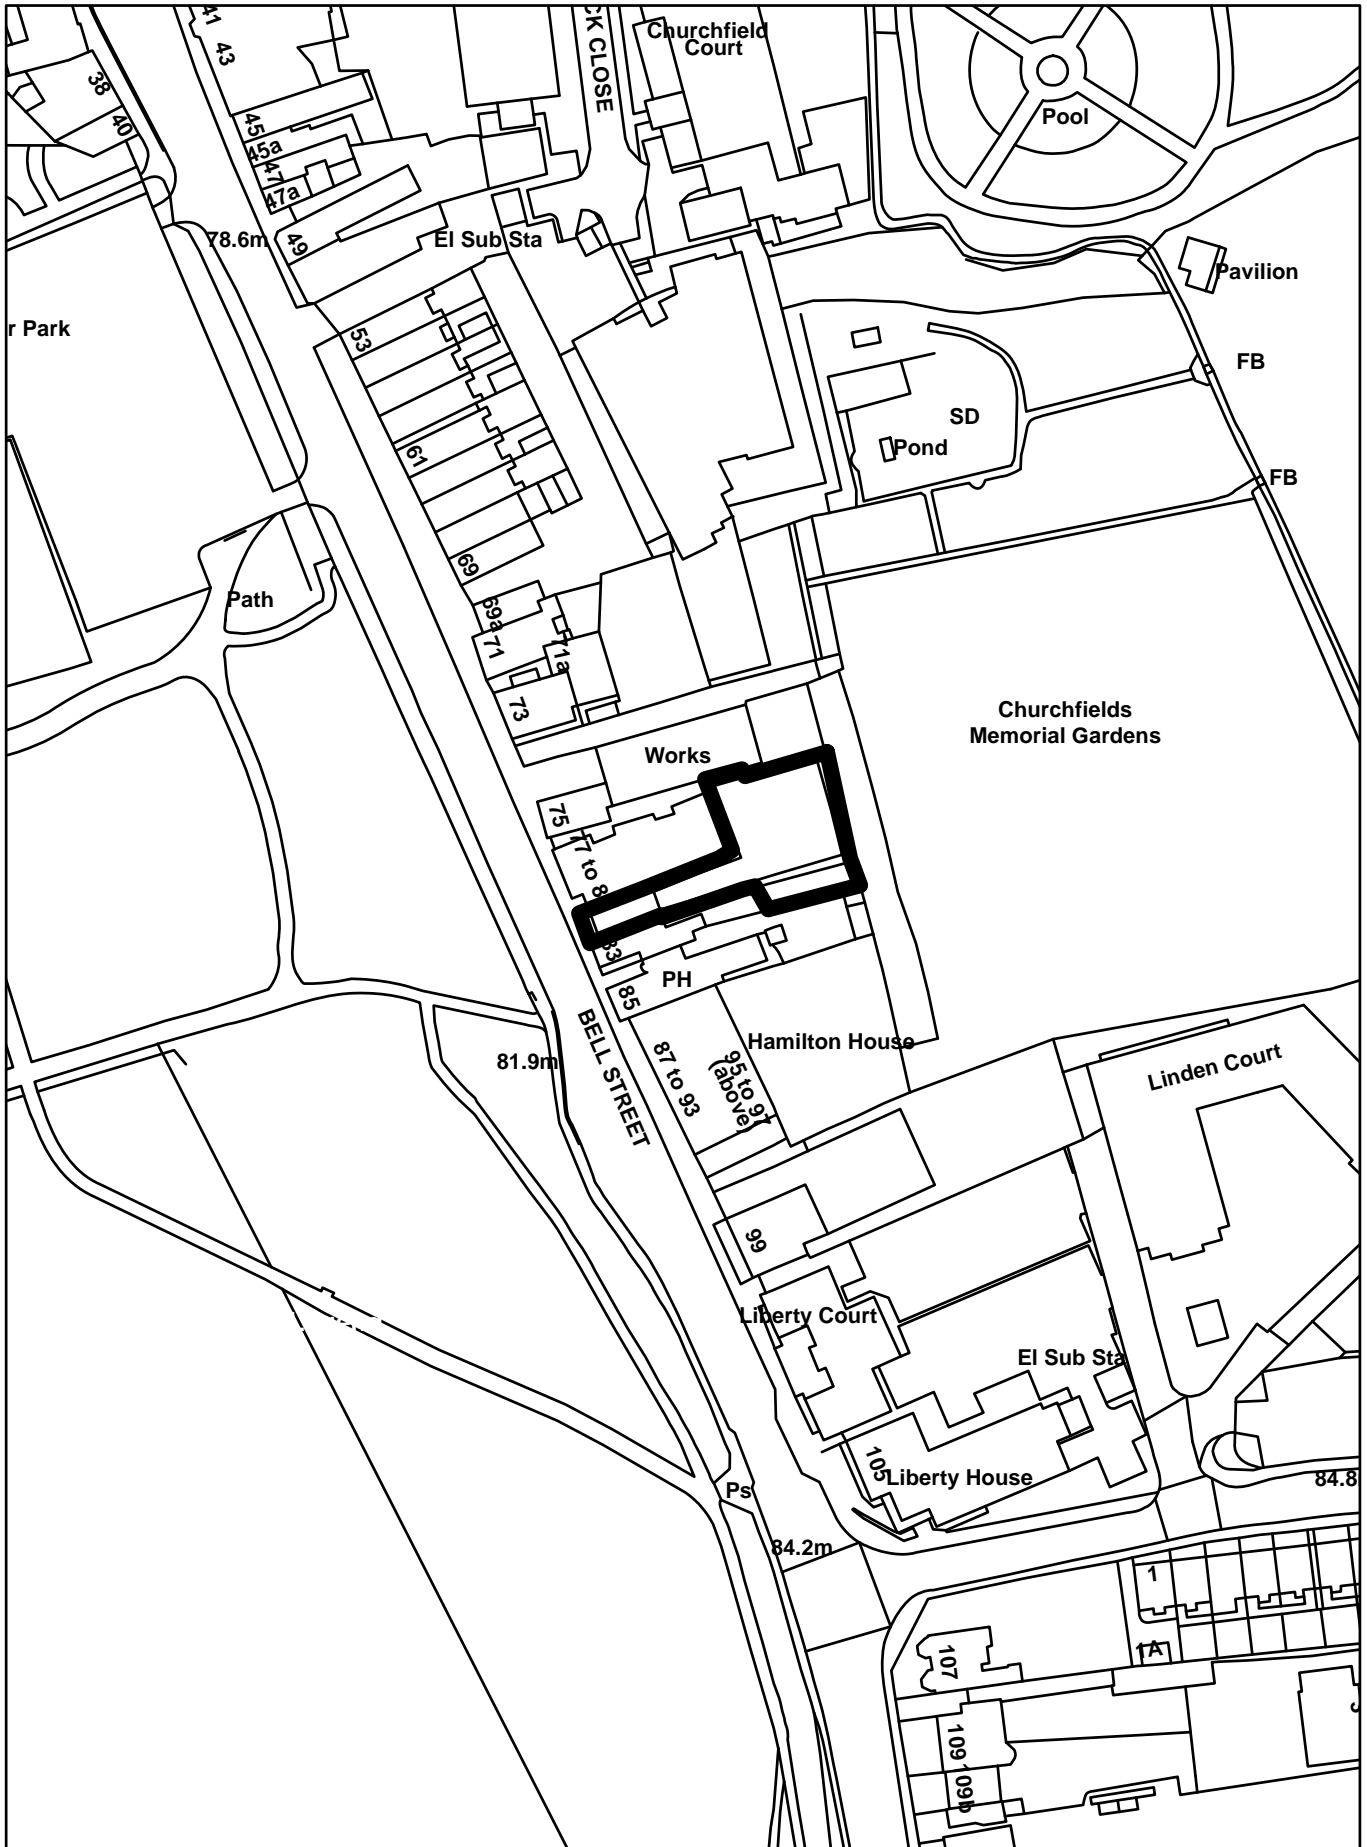 41
43
CK CLOSE
Churchfield
Court
38
40
45
45a
47
47a
Pool
78.6m
49
El Sub Sta
Pavilion
r Park
53
FB
SD
61
Pond
FB
69
Path
69a
71
71a
73
Churchfields
Memorial Gardens
Works
75
77 to 8
83
PH
85
BELL STREET
Hamilton House
81.9m
87 to 93
95 to 97
(above)
Linden Court
99
Liberty Court
El Sub Sta
105
Liberty House
84.8
Ps
84.2m
1
1A
107
109
109b